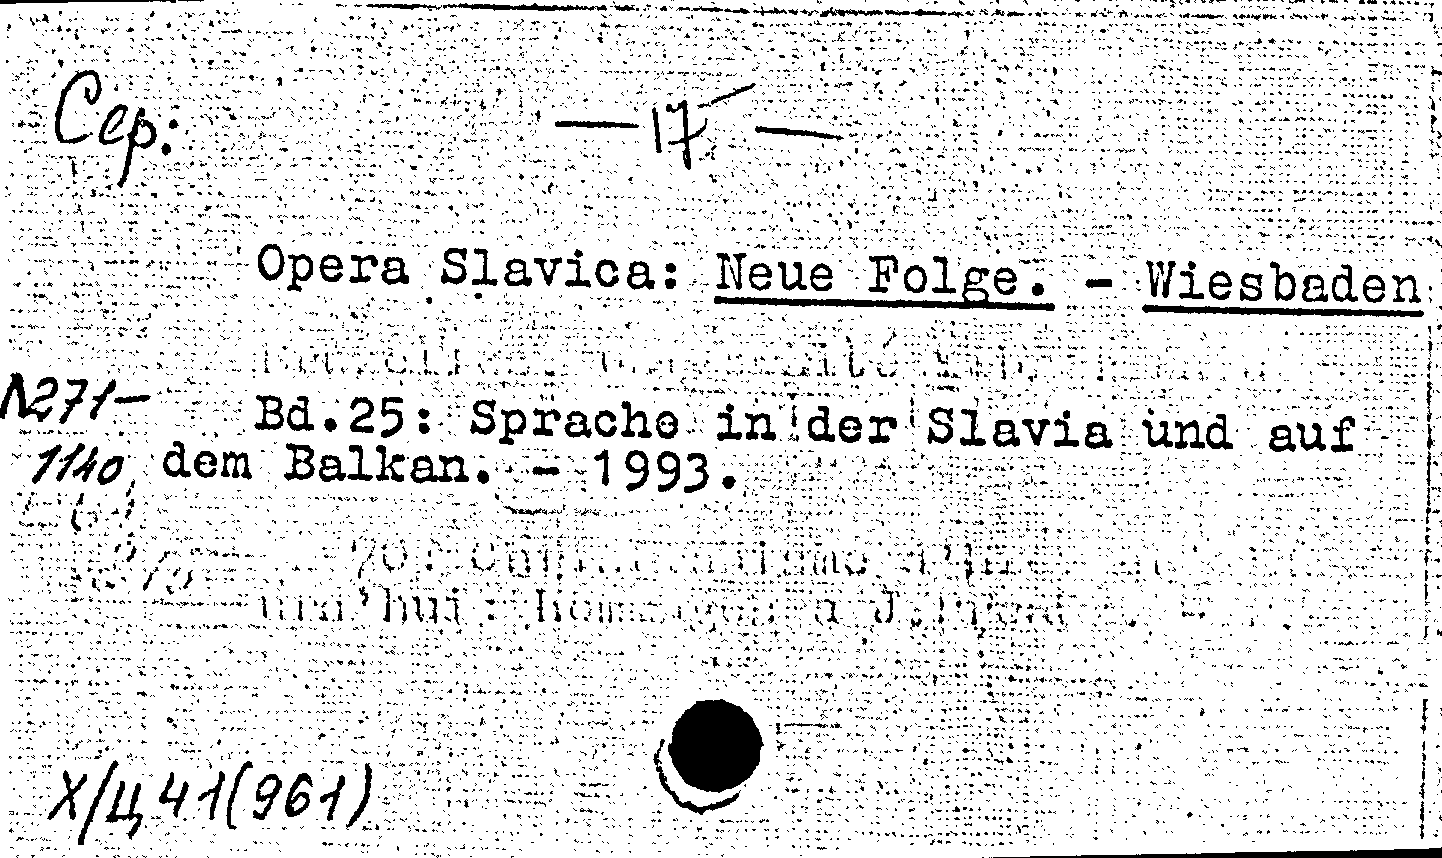 Сер:
— 17 —
Opera Slavica: Neue Folge. - Wiesbaden
N271-
Bd.25: Sprache in der Slavia und auf
1140 dem Balkan. - 1993.
Х/Ц41(961)